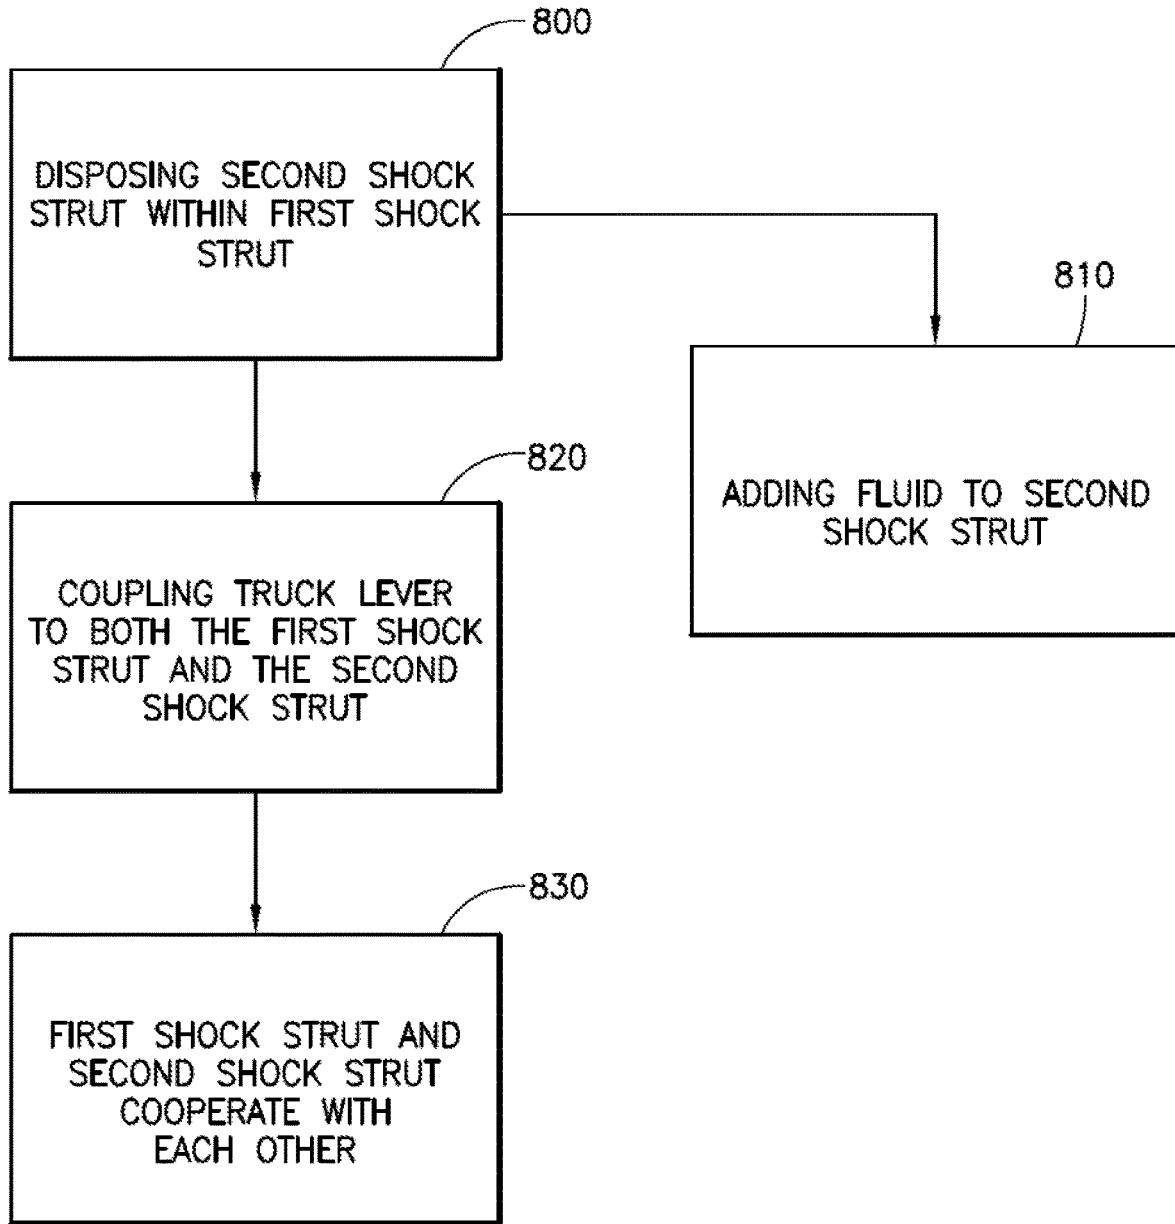 800
DISPOSING SECOND SHOCK
STRUT WITHIN FIRST SHOCK
STRUT
810
ADDING FLUID TO SECOND
SHOCK STRUT
820
COUPLING TRUCK LEVER
TO BOTH THE FIRST SHOCK
STRUT AND THE SECOND
SHOCK STRUT
830
FIRST SHOCK STRUT AND
SECOND SHOCK STRUT
COOPERATE WITH
EACH OTHER